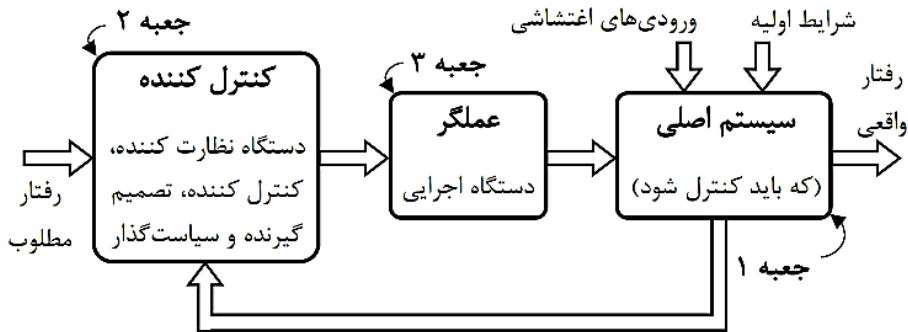 شرایط اولیه
ورودی‌های اغتشاشی
جعبه ۲
جعبه ۳
رفتار
واقعی
سیستم اصلی
(که باید کنترل شود)
عملگر
دستگاه اجرایی
کنترل کننده
دستگاه نظارت کننده،
کنترل کننده، تصمیم
گیرنده و سیاست‌گذار
رفتار
مطلوب
جعبه ۱